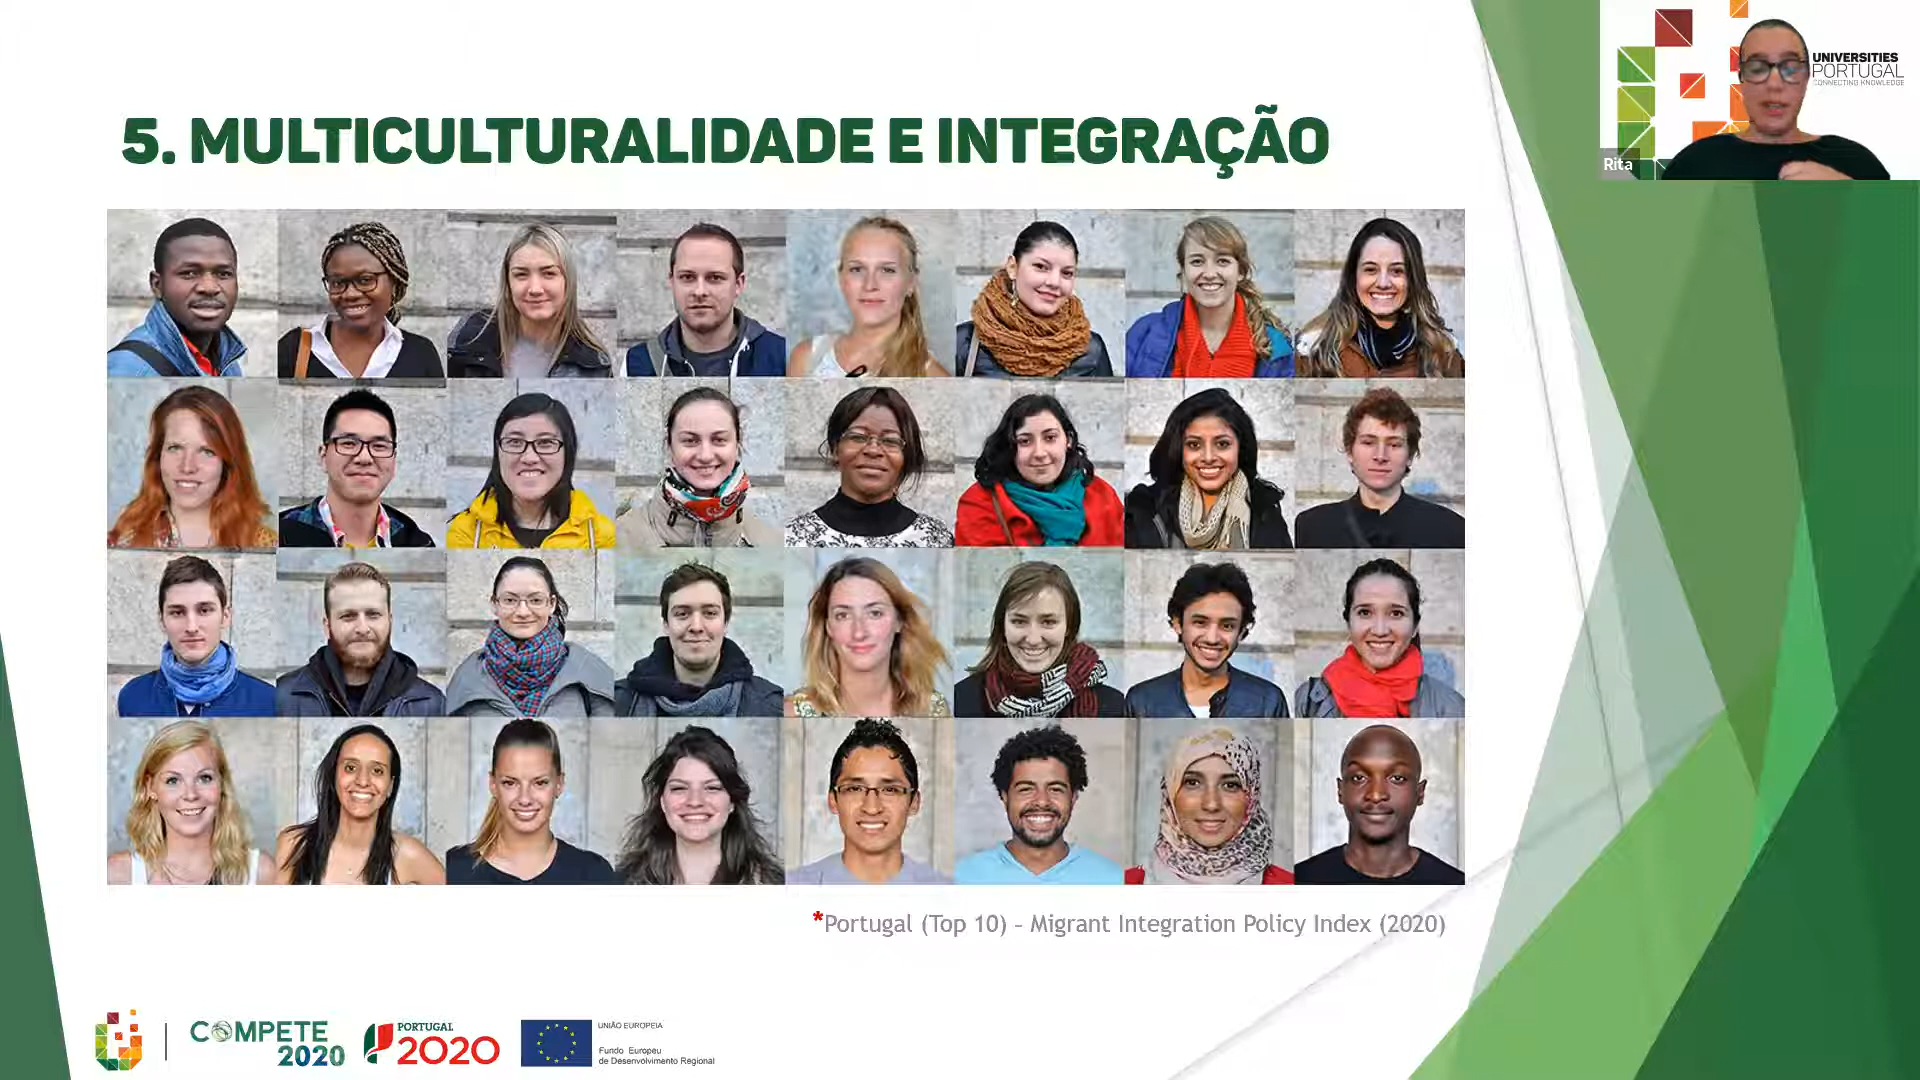 5. MULTICULTURALIDADE E INTEGRAÇÃO
UNIVERSITIES
PORTUGAL
CONNECTING KNOWLEDGE
Rita
*Portugal (Top 10) – Migrant Integration Policy Index (2020)
COMPETE
2020
PORTUGAL
2020
UNIÃO EUROPEIA
Fundo Europeu
de Desenvolvimento Regional